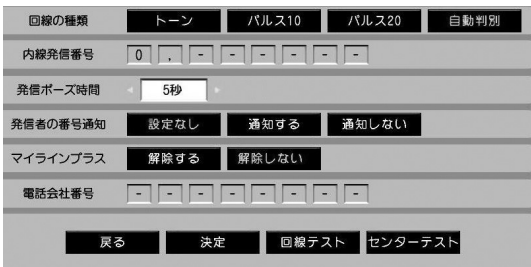 回線の種類 トーン パルス10 パルス20 自動判別
内線発信番号 0 , - - - - - -
発信ポーズ時間 5秒
発信者の番号通知 設定なし 通知する 通知しない
マイラインプラス 解除する 解除しない
電話会社番号 - - - - - - - -
戻る 決定 回線テスト センターテスト